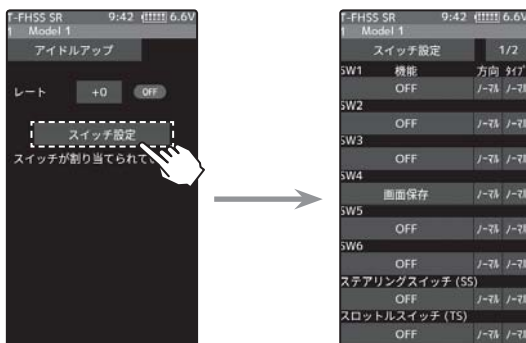 T-FHSS SR 9:42 6.6V
1 Model 1
アイドルアップ
レート +0 OFF
スイッチ設定
スイッチが割り当てられてい
T-FHSS SR 9:42 6.6V
1 Model 1
スイッチ設定 1/2
SW1 機能 方向 タイプ
OFF ノーマル ノーマル
SW2
OFF ノーマル ノーマル
SW3
OFF ノーマル ノーマル
SW4
画面保存 ノーマル ノーマル
SW5
OFF ノーマル ノーマル
SW6
OFF ノーマル ノーマル
ステアリングスイッチ (SS)
OFF ノーマル ノーマル
スロットルスイッチ (TS)
OFF ノーマル ノーマル